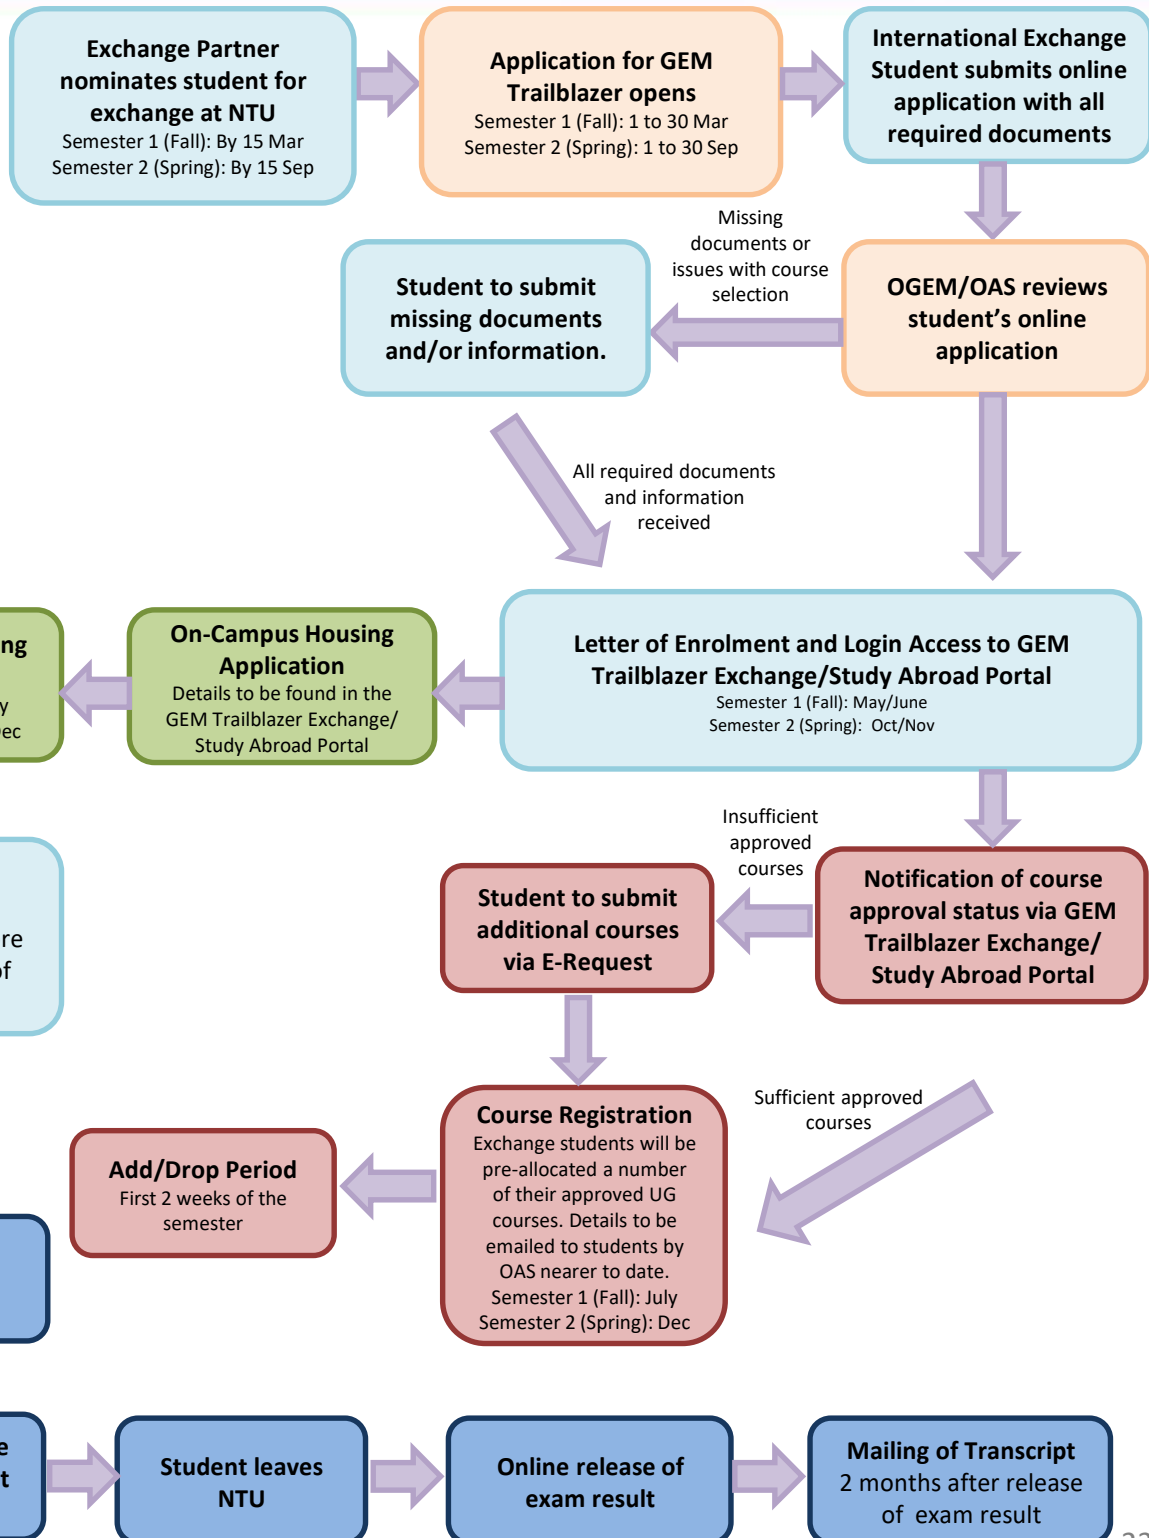 Exchange Partner
nominates student for
exchange at NTU
Semester 1 (Fall): By 15 Mar
Semester 2 (Spring): By 15 Sep
Application for GEM
Trailblazer opens
Semester 1 (Fall): 1 to 30 Mar
Semester 2 (Spring): 1 to 30 Sep
International Exchange
Student submits online
application with all
required documents
Missing
documents or
issues with course
selection
Student to submit
missing documents
and/or information.
OGEM/OAS reviews
student’s online
application
All required documents
and information
received
ng
y
ec
On-Campus Housing
Application
Details to be found in the
GEM Trailblazer Exchange/
Study Abroad Portal
Letter of Enrolment and Login Access to GEM
Trailblazer Exchange/Study Abroad Portal
Semester 1 (Fall): May/June
Semester 2 (Spring): Oct/Nov
Insufficient
approved
courses
re
of
Student to submit
additional courses
via E-Request
Notification of course
approval status via GEM
Trailblazer Exchange/
Study Abroad Portal
Sufficient approved
courses
Add/Drop Period
First 2 weeks of the
semester
Course Registration
Exchange students will be
pre-allocated a number
of their approved UG
courses. Details to be
emailed to students by
OAS nearer to date.
Semester 1 (Fall): July
Semester 2 (Spring): Dec
e
t
Student leaves
NTU
Online release of
exam result
Mailing of Transcript
2 months after release
of exam result